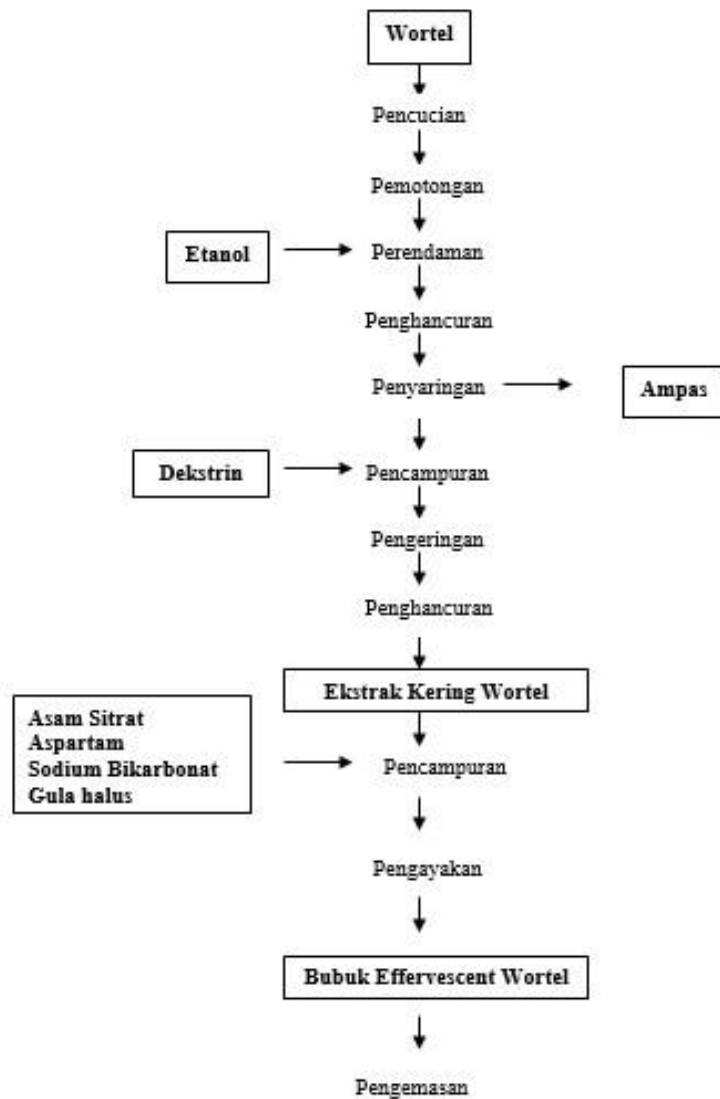 Wortel
Pencucian
Pemotongan
Etanol
Perendaman
Penghancuran
Penyaringan
Ampas
Dekstrin
Pencampuran
Pengeringan
Penghancuran
Ekstrak Kering Wortel
Asam Sitrat
Aspartam
Sodium Bikarbonat
Gula halus
Pencampuran
Pengayakan
Bubuk Effervescent Wortel
Pengemasan